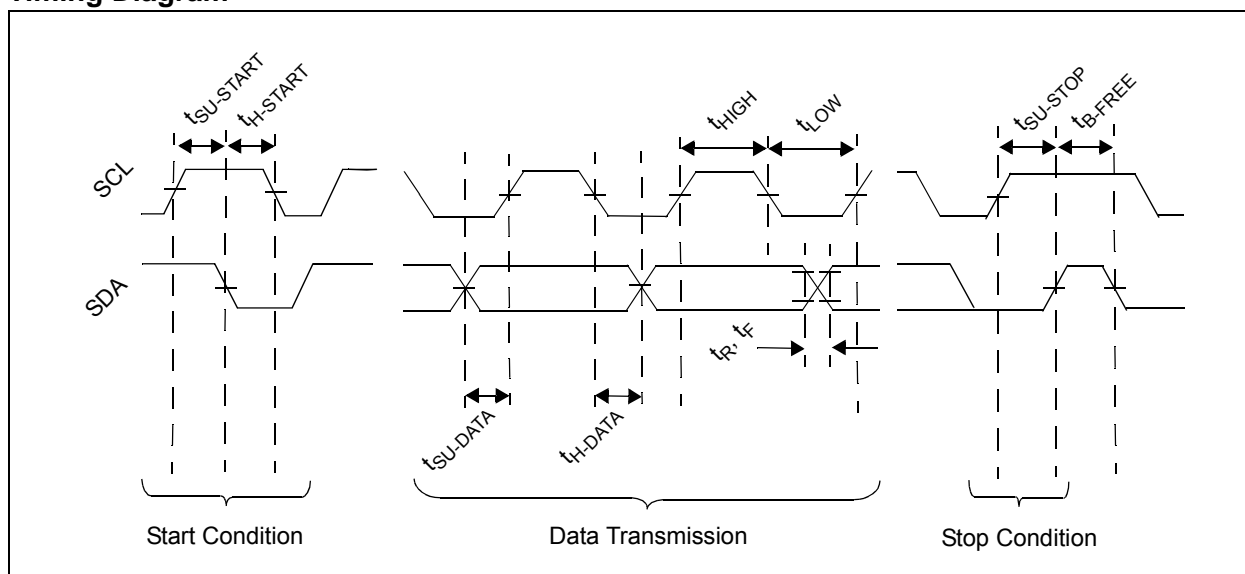 Timing Diagram
tSU-START
tH-START
tHIGH
tLOW
tSU-STOP
tB-FREE
SCL
SDA
tR, tF
tSU-DATA
tH-DATA
Start Condition
Data Transmission
Stop Condition